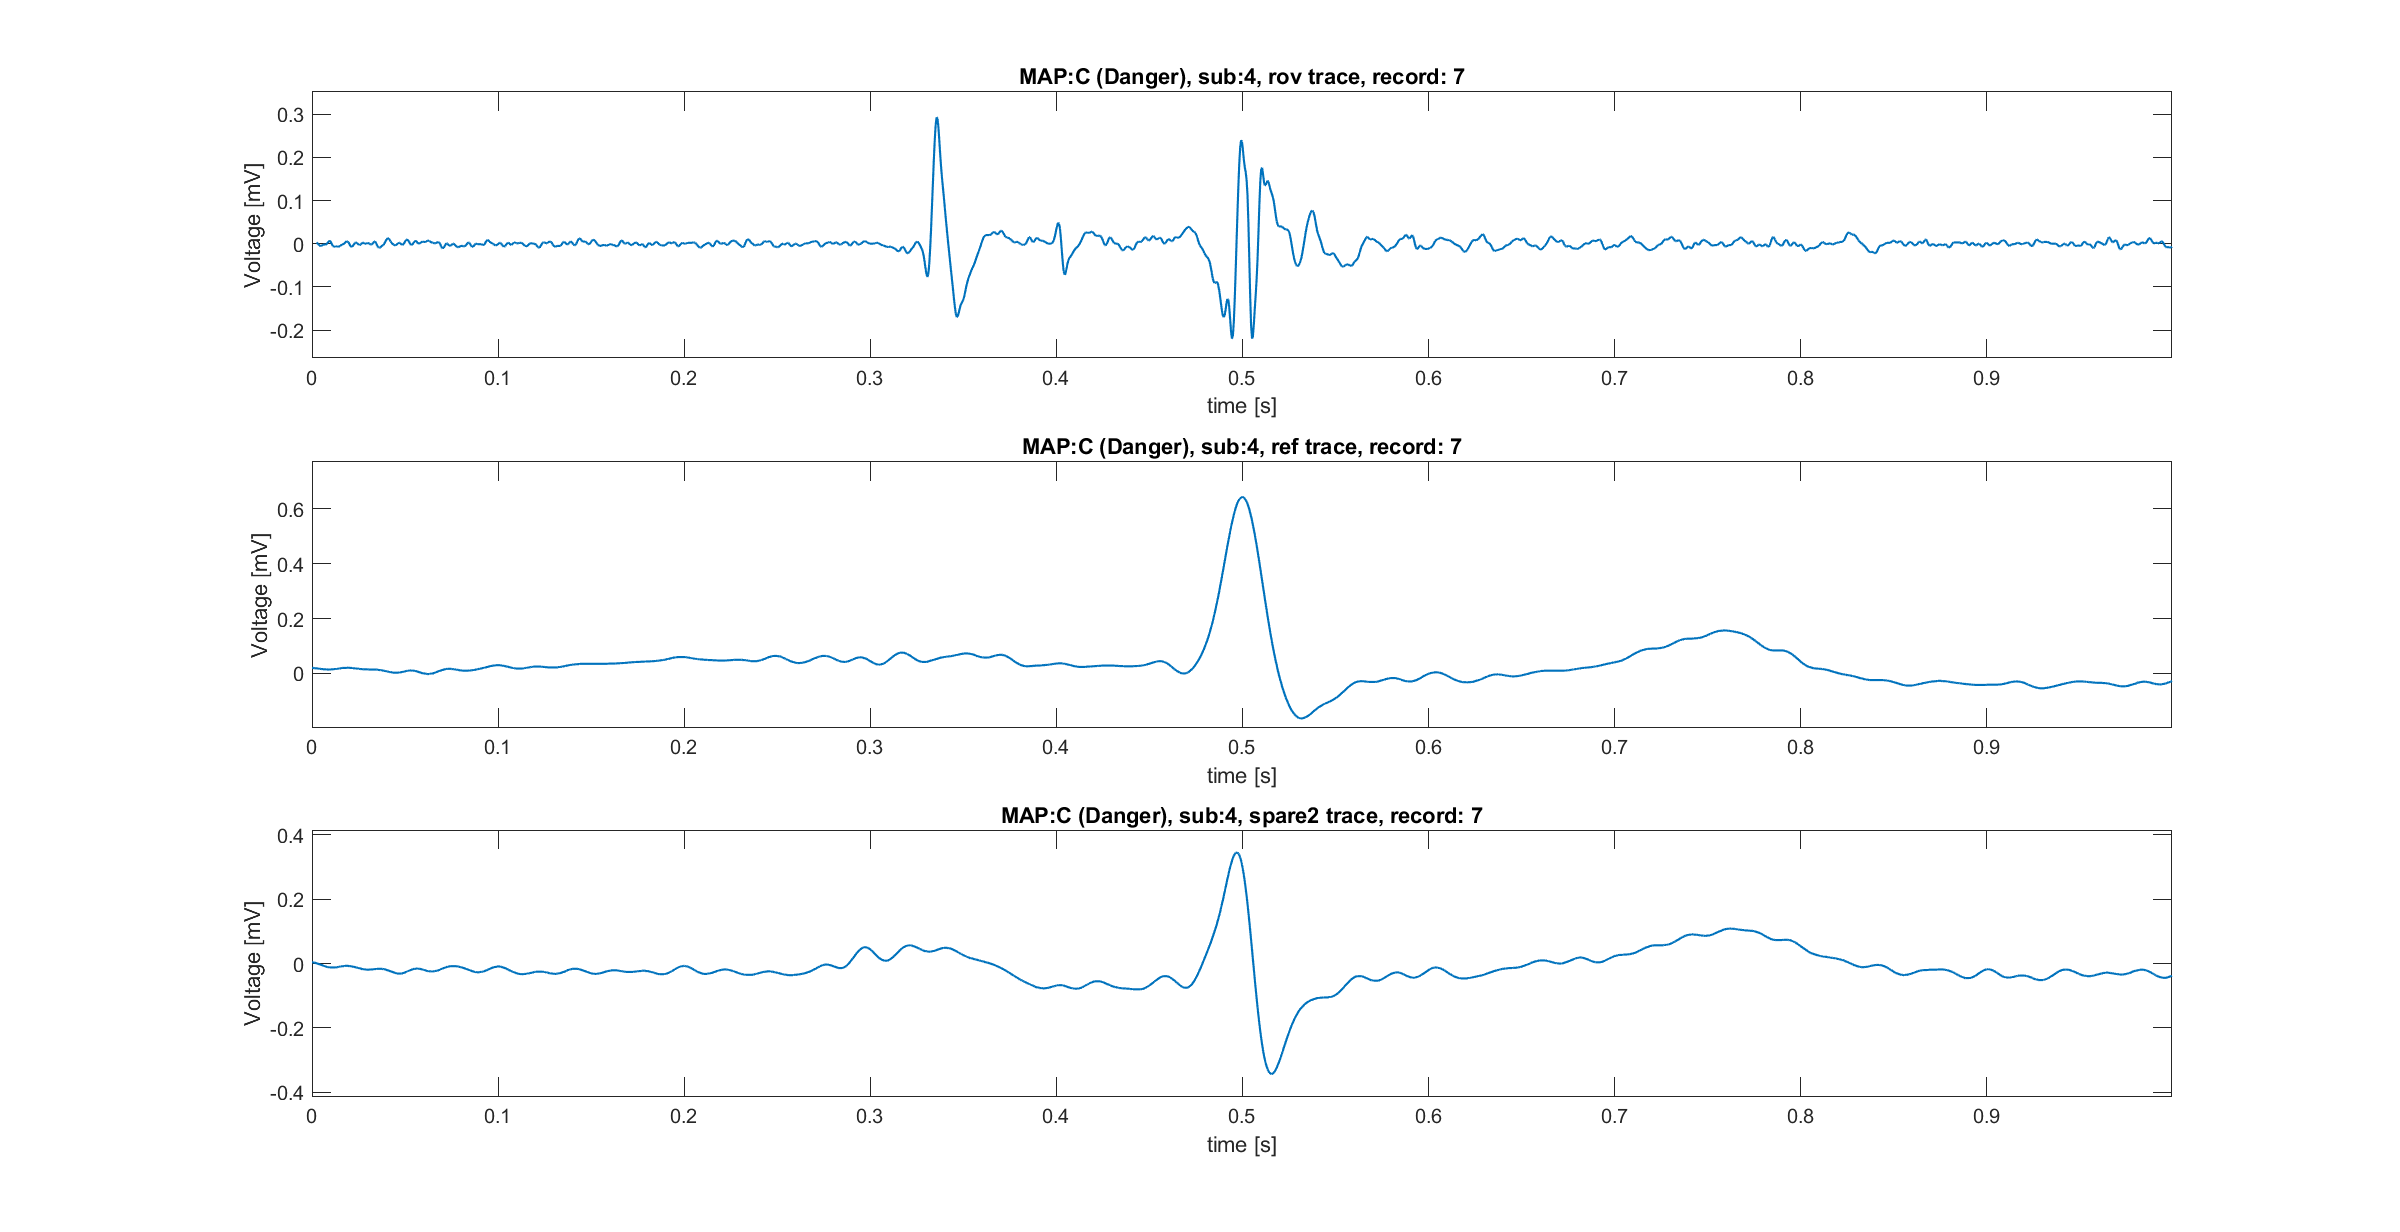 MAP:C (Danger), sub:4, rov trace, record: 7
Voltage [mV]
0.3
0.2
0.1
0
-0.1
-0.2
0 0.1 0.2 0.3 0.4 0.5 0.6 0.7 0.8 0.9
time [s]
MAP:C (Danger), sub:4, ref trace, record: 7
Voltage [mV]
0.6
0.4
0.2
0
0 0.1 0.2 0.3 0.4 0.5 0.6 0.7 0.8 0.9
time [s]
MAP:C (Danger), sub:4, spare2 trace, record: 7
Voltage [mV]
0.4
0.2
0
-0.2
-0.4
0 0.1 0.2 0.3 0.4 0.5 0.6 0.7 0.8 0.9
time [s]